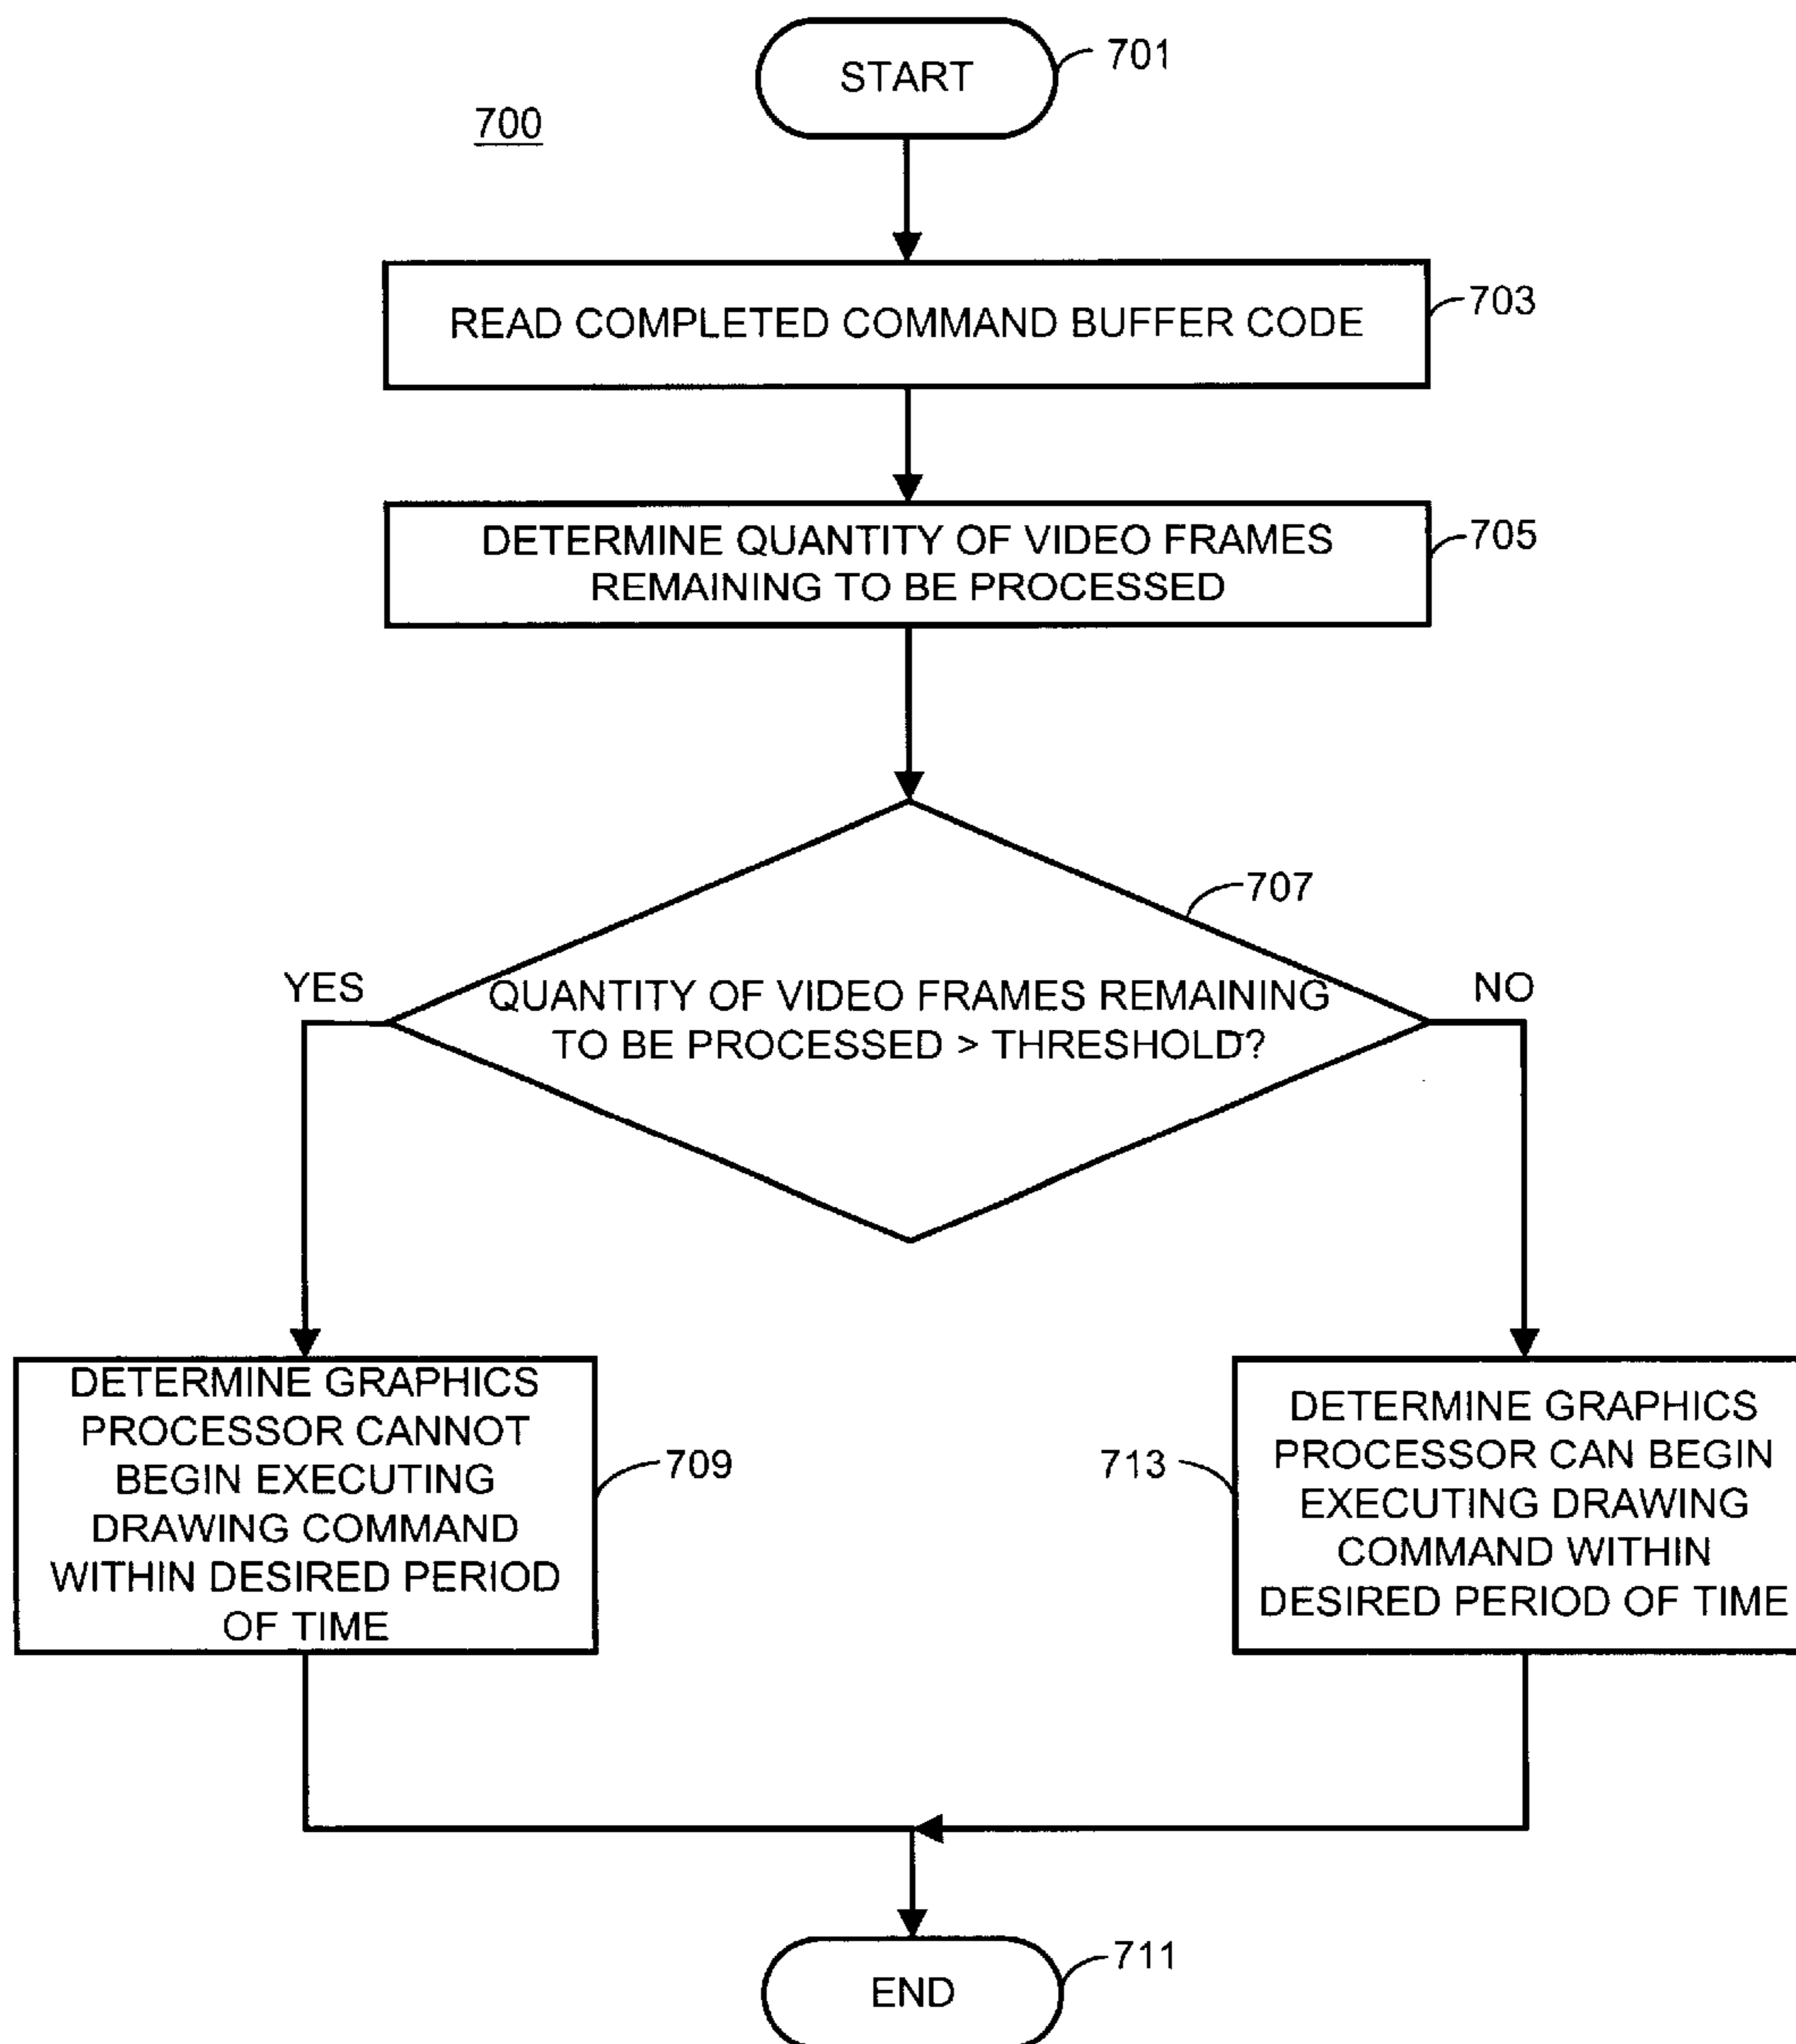 START
701
700
READ COMPLETED COMMAND BUFFER CODE
703
DETERMINE QUANTITY OF VIDEO FRAMES
REMAINING TO BE PROCESSED
705
707
YES
QUANTITY OF VIDEO FRAMES REMAINING
TO BE PROCESSED > THRESHOLD?
NO
DETERMINE GRAPHICS
PROCESSOR CANNOT
BEGIN EXECUTING
DRAWING COMMAND
WITHIN DESIRED PERIOD
OF TIME
709
713
DETERMINE GRAPHICS
PROCESSOR CAN BEGIN
EXECUTING DRAWING
COMMAND WITHIN
DESIRED PERIOD OF TIME
711
END